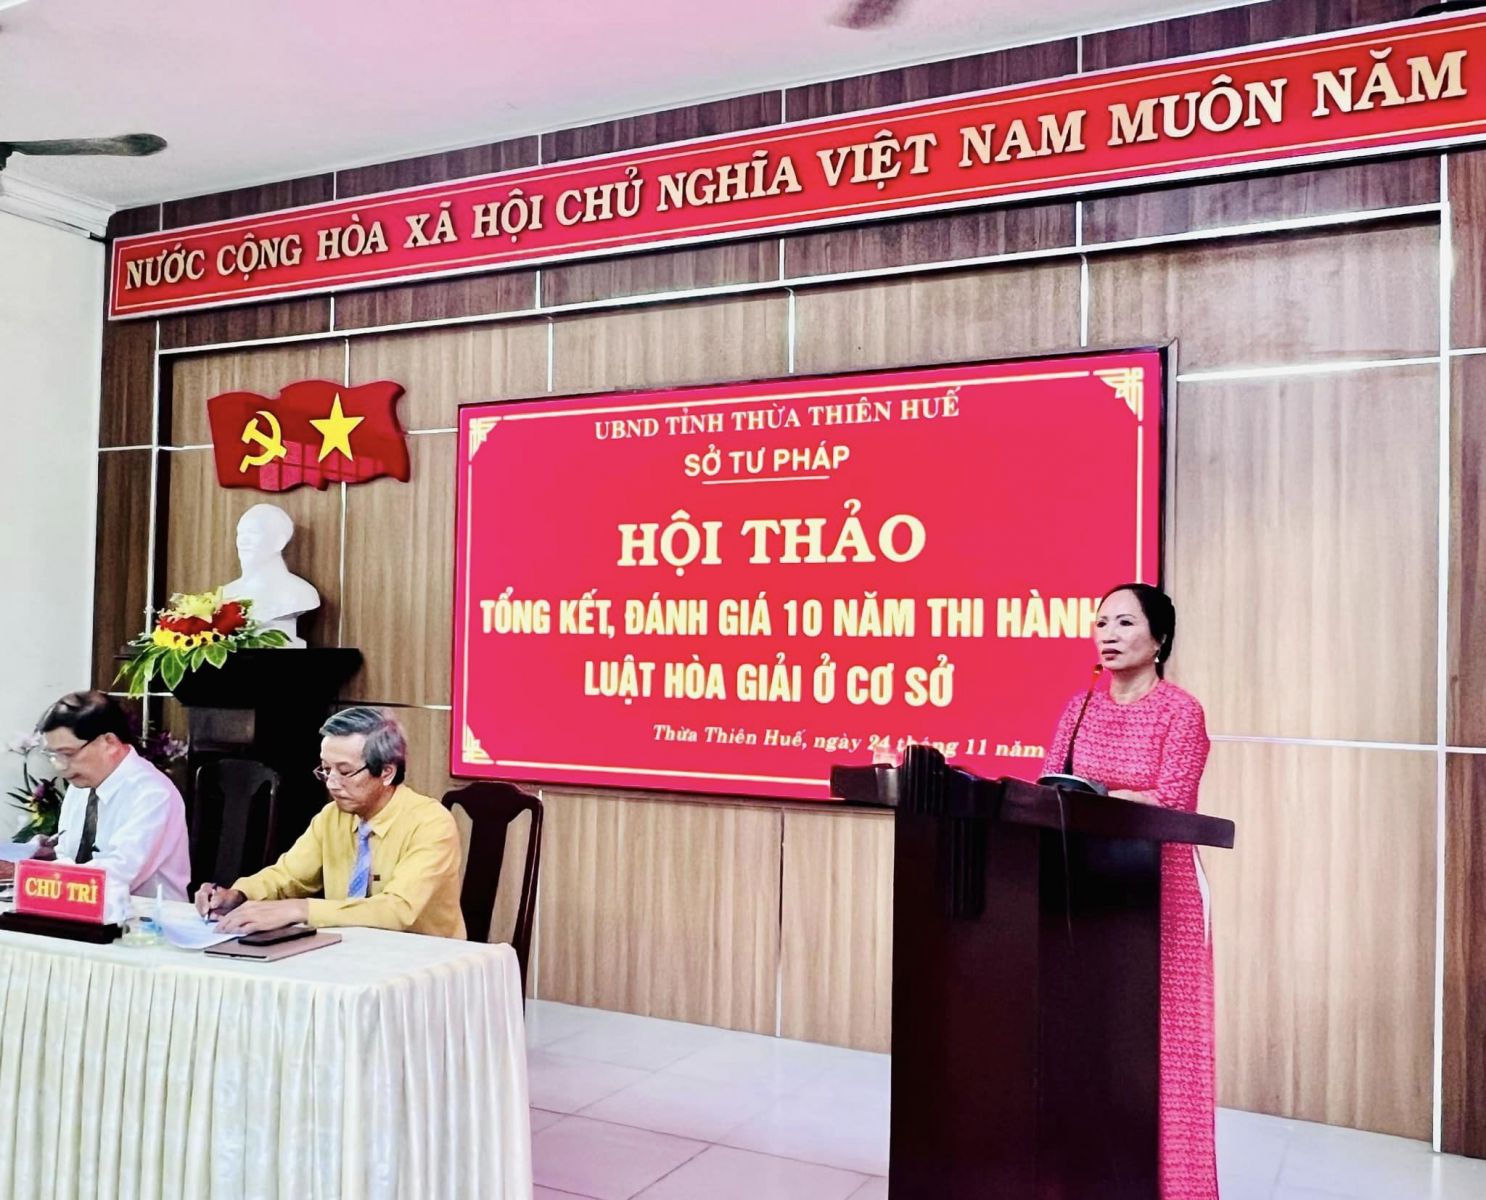 NƯỚC CỘNG HÒA XÃ HỘI CHỦ NGHĨA VIỆT NAM MUÔN NĂM
UBND TỈNH THỪA THIÊN HUẾ
SỞ TƯ PHÁP
HỘI THẢO
TỔNG KẾT, ĐÁNH GIÁ 10 NĂM THI HÀNH
LUẬT HÒA GIẢI Ở CƠ SỞ
Thừa Thiên Huế, ngày 24 tháng 11 năm
CHỦ TRÌ